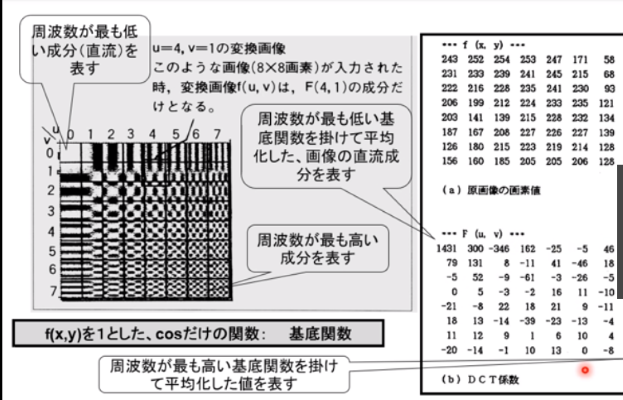 周波数が最も低
い成分(直流)を
表す
u=4, v=1の変換画像
このような画像(8×8画素)が入力された
時, 変換画像f(u, v)は, F(4,1)の成分だ
けとなる。
u
v
0 1 2 3 4 5 6 7
0
1
2
3
4
5
6
7
周波数が最も低い基
底関数を掛けて平均
化した、画像の直流成
分を表す
周波数が最も高い
成分を表す
f(x,y)を1とした、cosだけの関数: 基底関数
周波数が最も高い基底関数を掛け
て平均化した値を表す
--- f (x, y) ---
243 252 254 253 247 171 58
231 233 239 241 245 215 68
222 216 228 235 241 230 93
206 199 212 224 233 235 121
203 141 139 215 228 232 134
187 167 208 227 226 227 139
126 180 215 223 219 214 128
156 160 185 205 205 206 128
(a) 原画像の画素値
--- F (u, v) ---
1431 300 -346 162 -25 -5 46
79 131 8 -11 41 -46 18
-5 52 -9 -61 -3 -26 -5
0 5 -3 -2 16 11 -10
-21 -8 22 18 21 9 -11
18 13 -14 -39 -23 -13 -4
11 12 9 1 6 10 4
-20 -14 -1 10 13 0 -8
(b) DCT係数